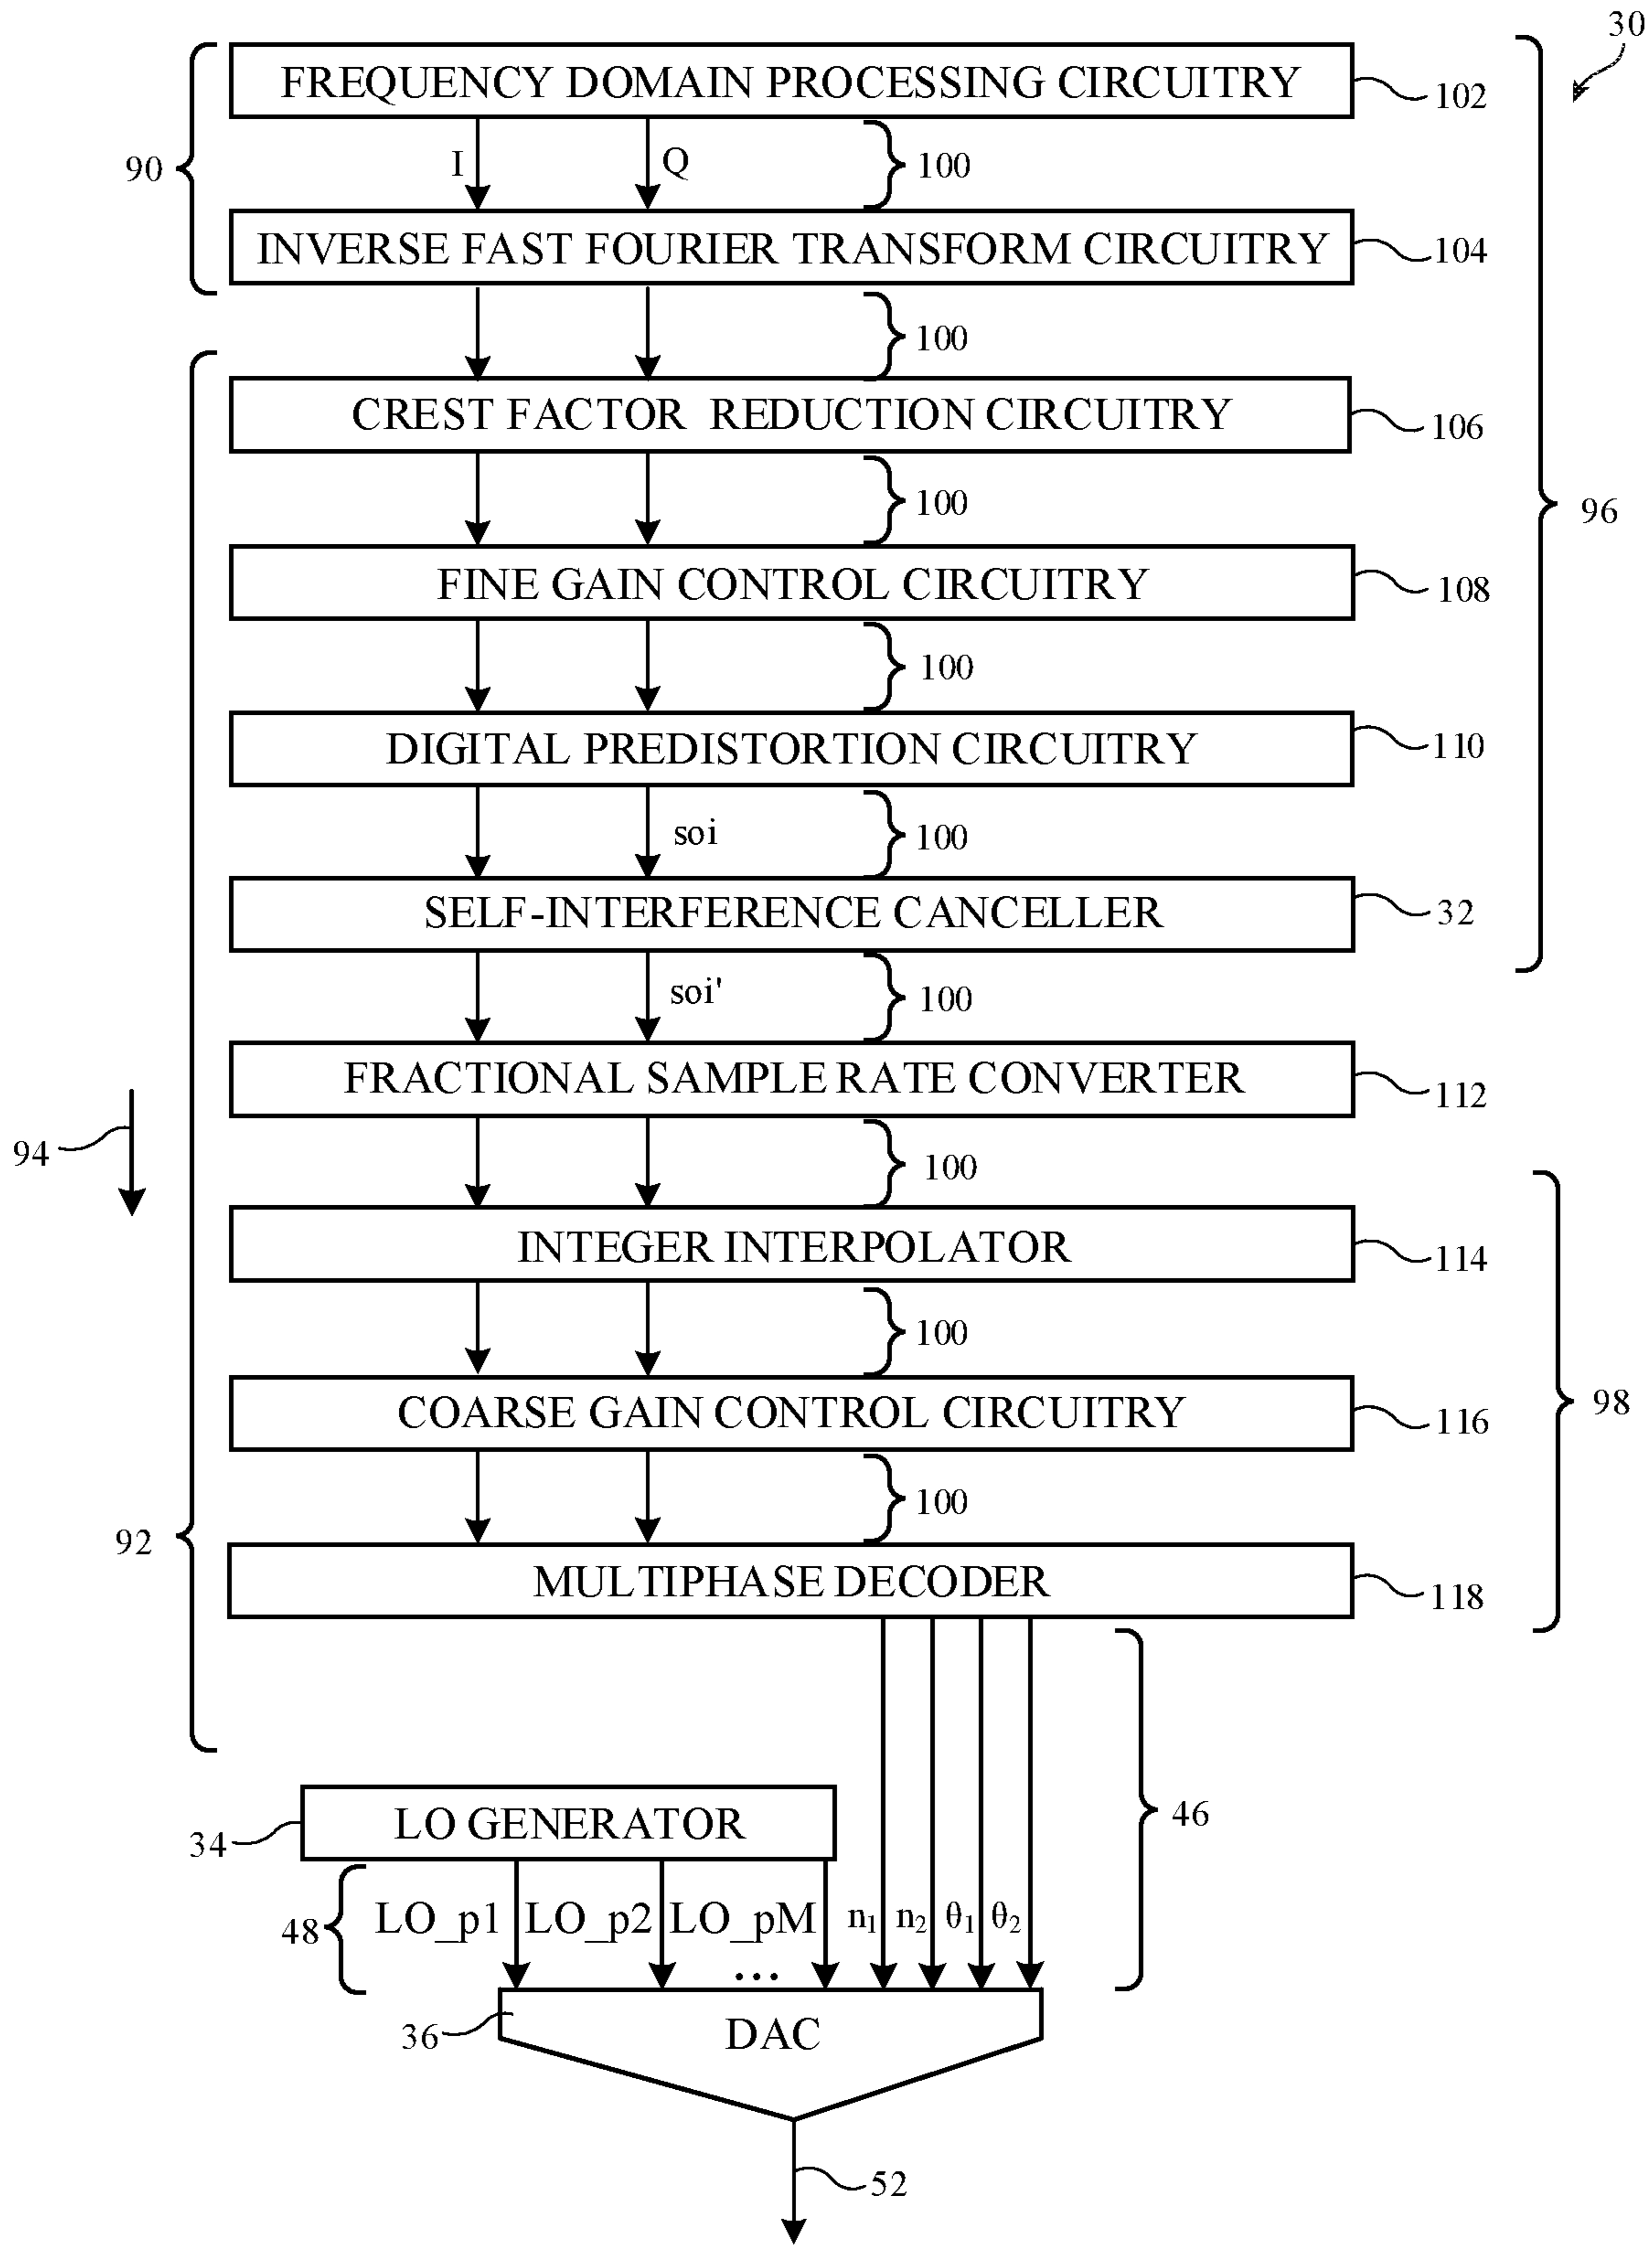 30
FREQUENCY DOMAIN PROCESSING CIRCUITRY
102
90
I
Q
100
INVERSE FAST FOURIER TRANSFORM CIRCUITRY
104
100
CREST FACTOR REDUCTION CIRCUITRY
106
100
96
FINE GAIN CONTROL CIRCUITRY
108
100
DIGITAL PREDISTORTION CIRCUITRY
110
soi
100
SELF-INTERFERENCE CANCELLER
32
soi'
100
FRACTIONAL SAMPLE RATE CONVERTER
112
94
100
INTEGER INTERPOLATOR
114
100
COARSE GAIN CONTROL CIRCUITRY
116
98
100
92
MULTIPHASE DECODER
118
LO GENERATOR
34
46
48
LO_p1
LO_p2
LO_pM
n₁
n₂
θ₁
θ₂
...
36
DAC
52